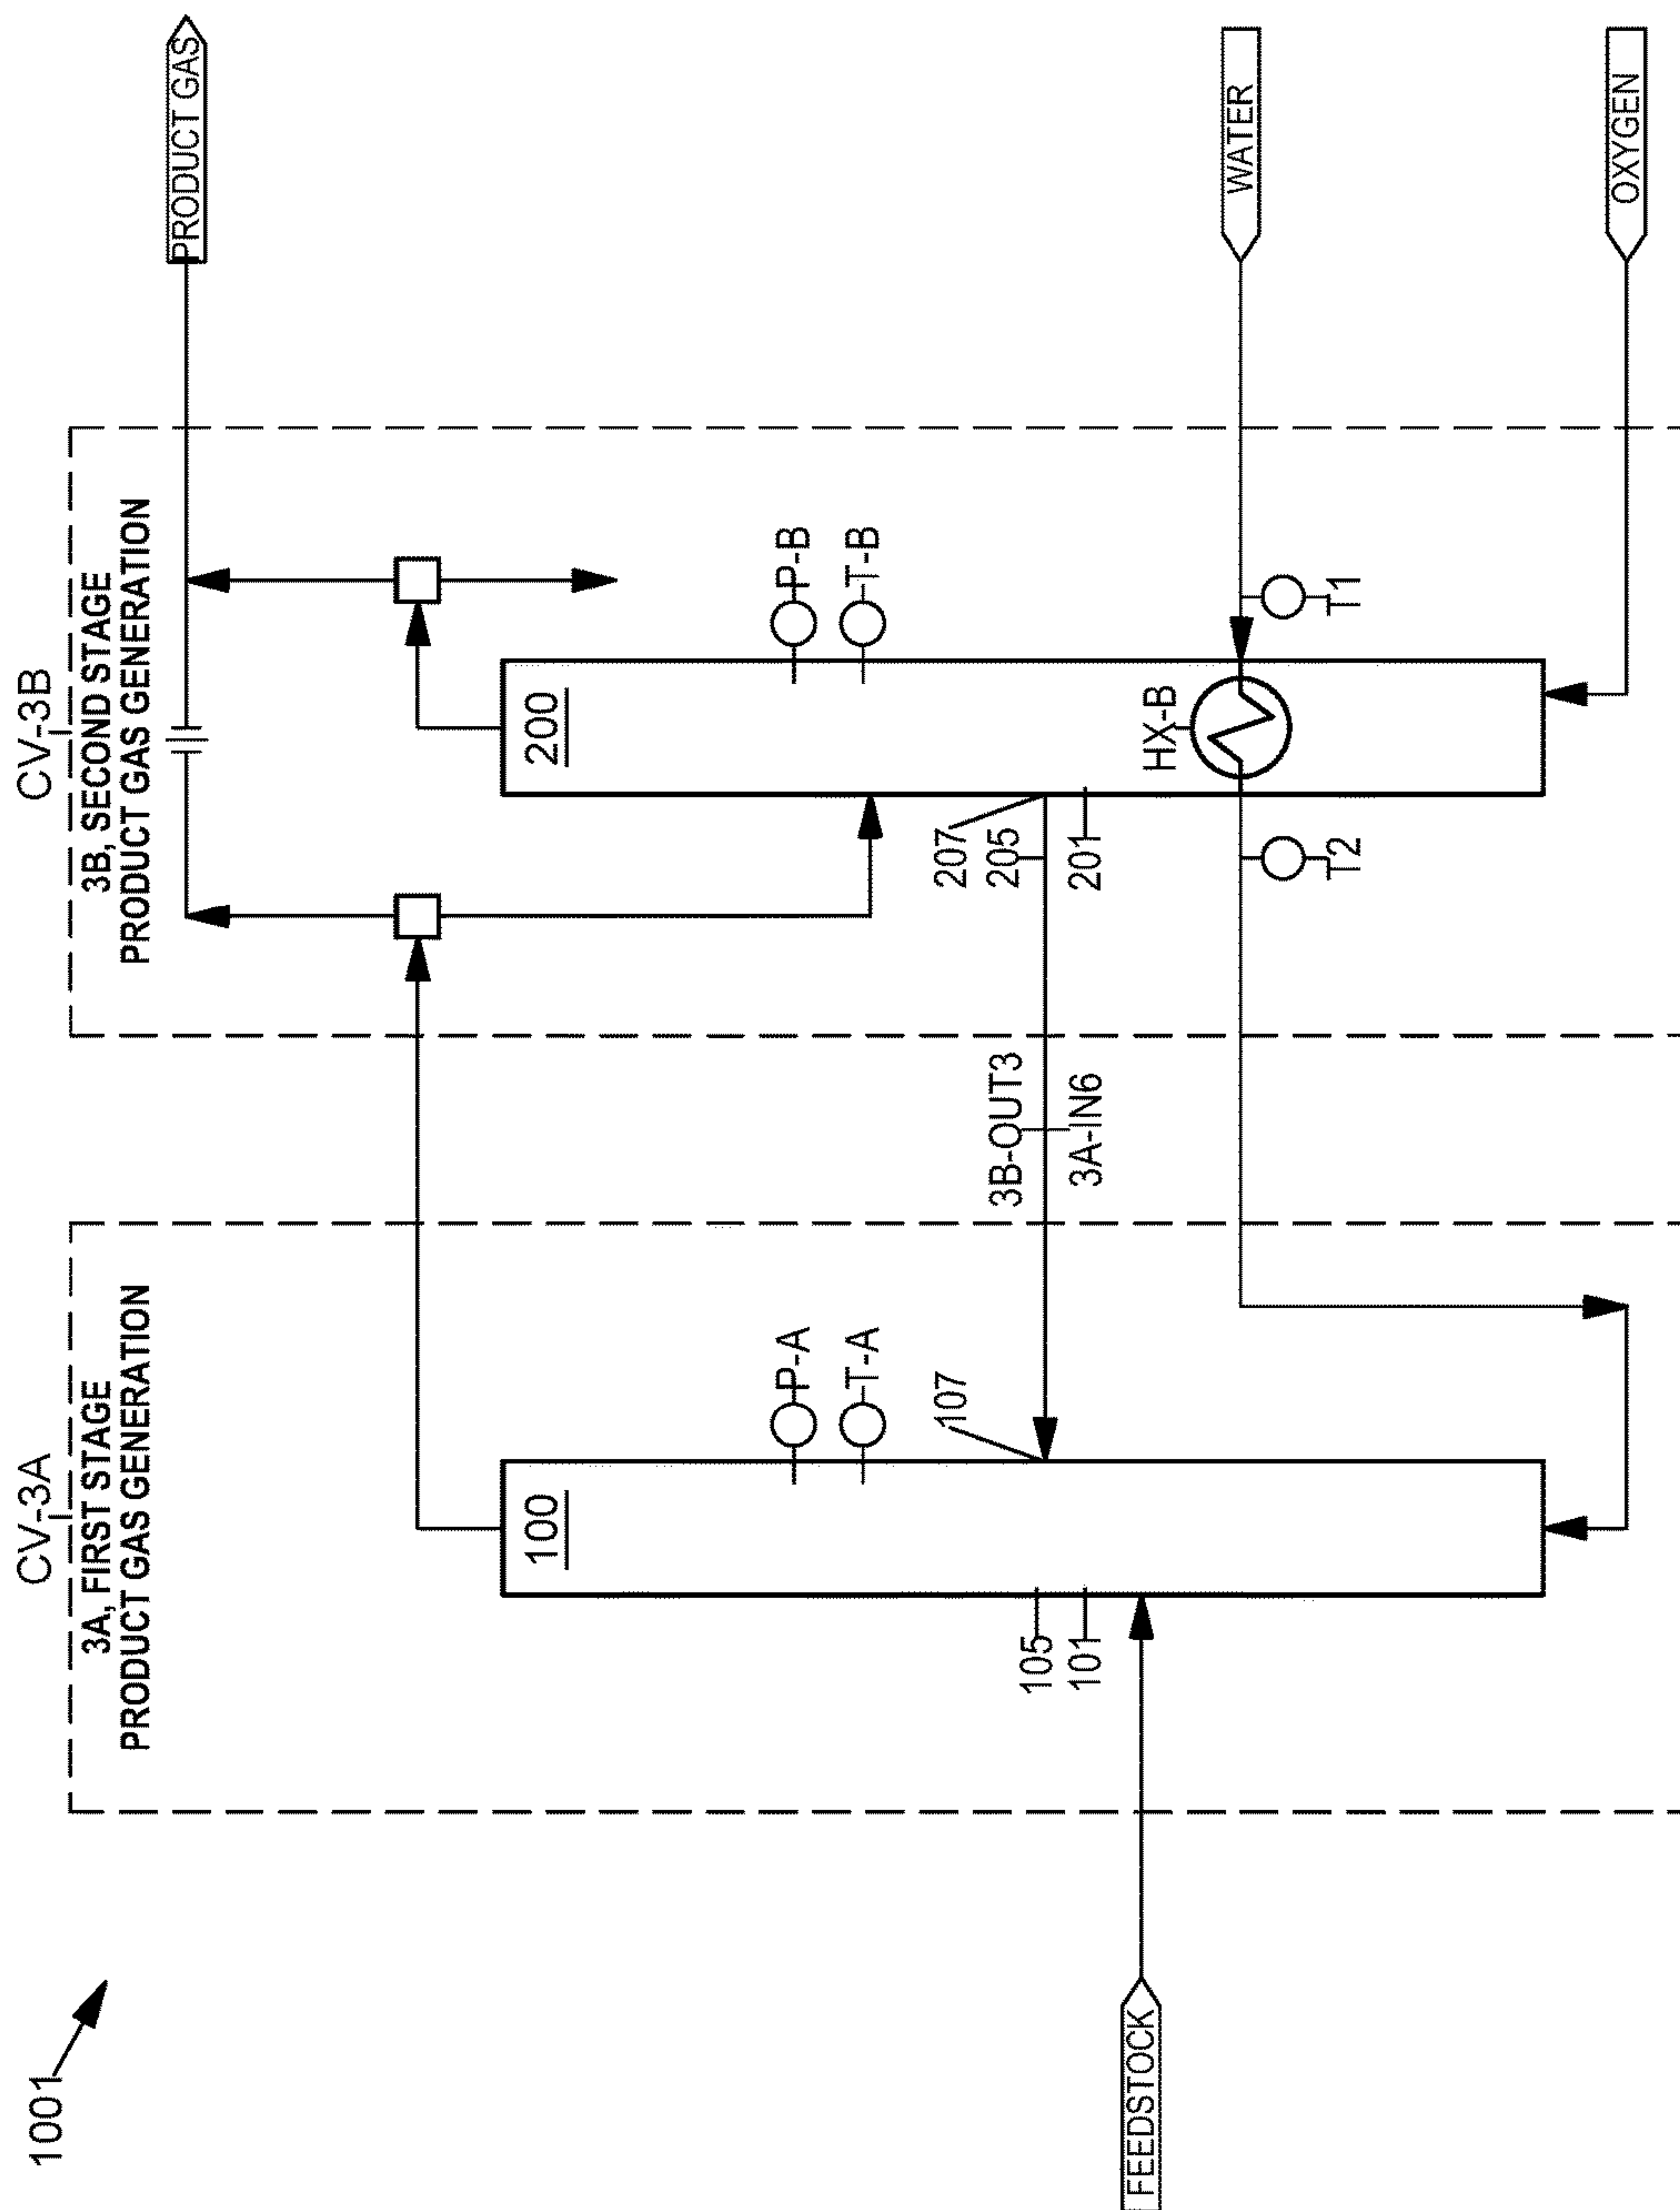 1001
CV-3A
3A, FIRST STAGE
PRODUCT GAS GENERATION
CV-3B
3B, SECOND STAGE
PRODUCT GAS GENERATION
PRODUCT GAS
100
200
P-A
T-A
P-B
T-B
107
105
101
207
205
201
3B-OUT3
3A-IN6
HX-B
T2
T1
FEEDSTOCK
WATER
OXYGEN